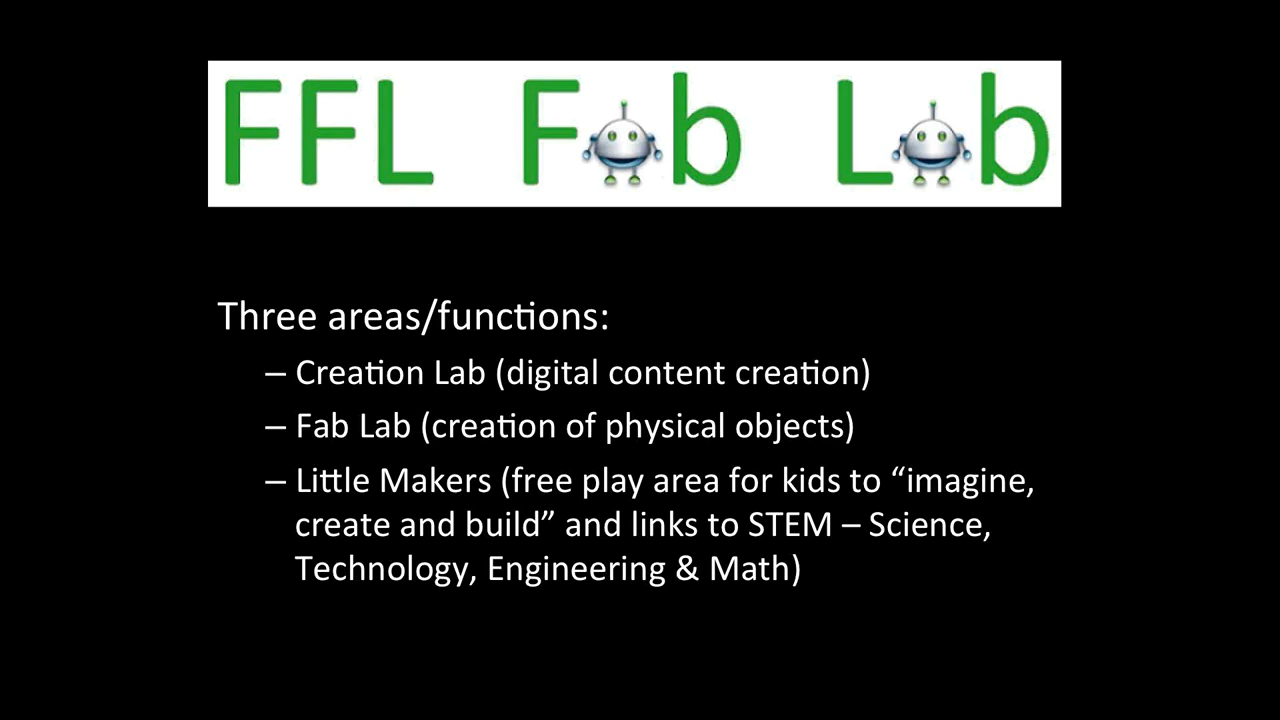 FFL Fab Lab
Three areas/functions:
– Creation Lab (digital content creation)
– Fab Lab (creation of physical objects)
– Little Makers (free play area for kids to “imagine,
create and build” and links to STEM – Science,
Technology, Engineering & Math)